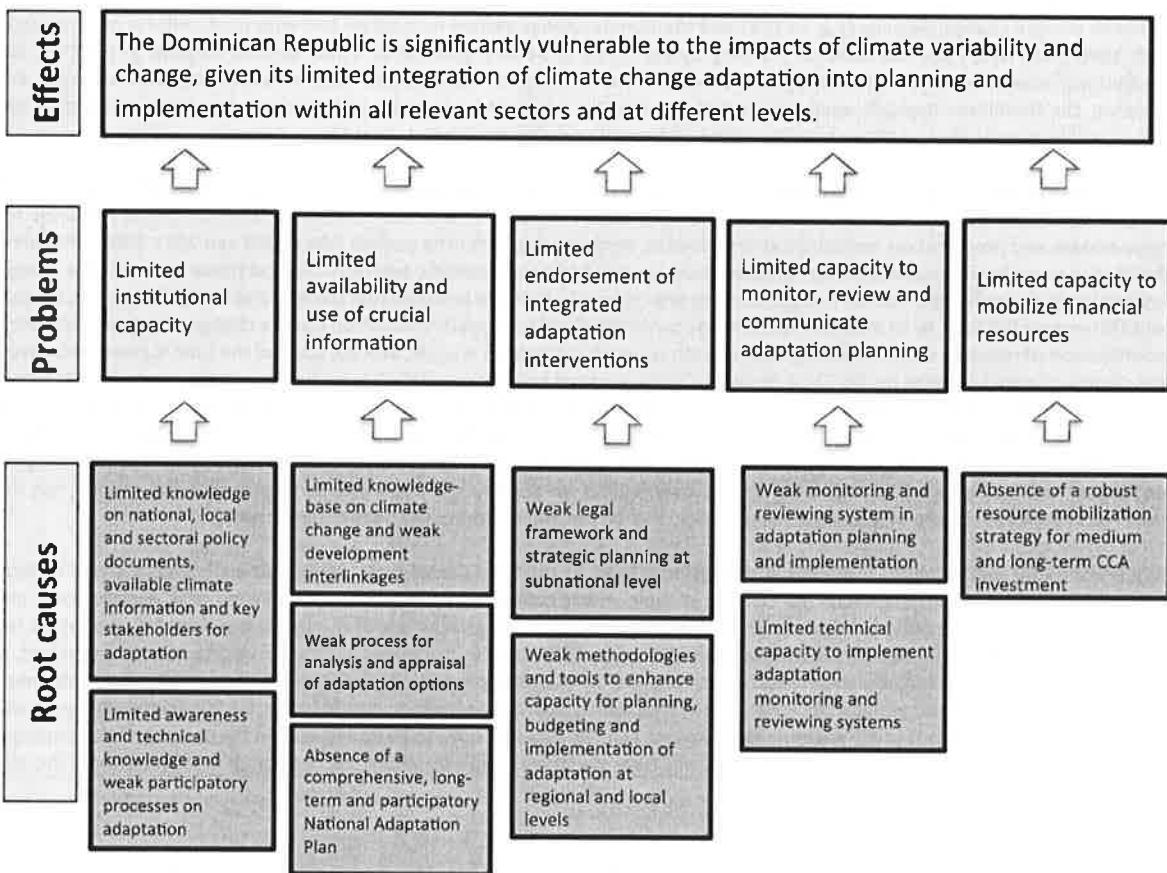 Effects
The Dominican Republic is significantly vulnerable to the impacts of climate variability and
change, given its limited integration of climate change adaptation into planning and
implementation within all relevant sectors and at different levels.
Problems
Limited
institutional
capacity
Limited
availability and
use of crucial
information
Limited
endorsement of
integrated
adaptation
interventions
Limited capacity to
monitor, review and
communicate
adaptation planning
Limited capacity to
mobilize financial
resources
Root causes
Limited knowledge
on national, local
and sectoral policy
documents,
available climate
information and key
stakeholders for
adaptation
Limited awareness
and technical
knowledge and
weak participatory
processes on
adaptation
Limited knowledge-
base on climate
change and weak
development
interlinkages
Weak process for
analysis and appraisal
of adaptation options
Absence of a
comprehensive, long-
term and participatory
National Adaptation
Plan
Weak legal
framework and
strategic planning at
subnational level
Weak methodologies
and tools to enhance
capacity for planning,
budgeting and
implementation of
adaptation at
regional and local
levels
Weak monitoring and
reviewing system in
adaptation planning
and implementation
Limited technical
capacity to implement
adaptation
monitoring and
reviewing systems
Absence of a robust
resource mobilization
strategy for medium
and long-term CCA
investment